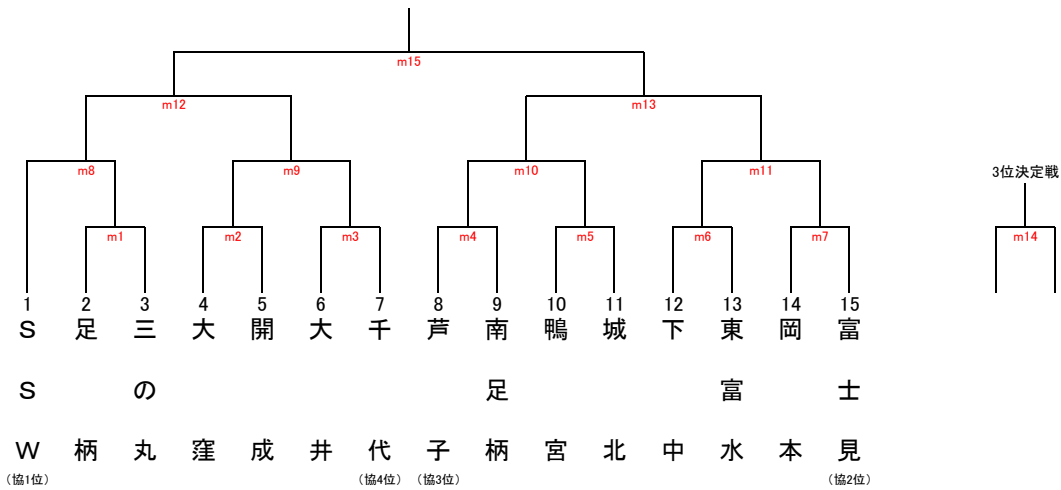 m15
m12
m13
m8
m9
m10
m11
3位決定戦
m1
m2
m3
m4
m5
m6
m7
m14
1
2
3
4
5
6
7
8
9
10
11
12
13
14
15
SSW
足柄
三の丸
大窪
開成
大井
千代
芦子
南足柄
鴨宮
城北
下中
東富水
岡本
富士見
(協1位)
(協4位)
(協3位)
(協2位)